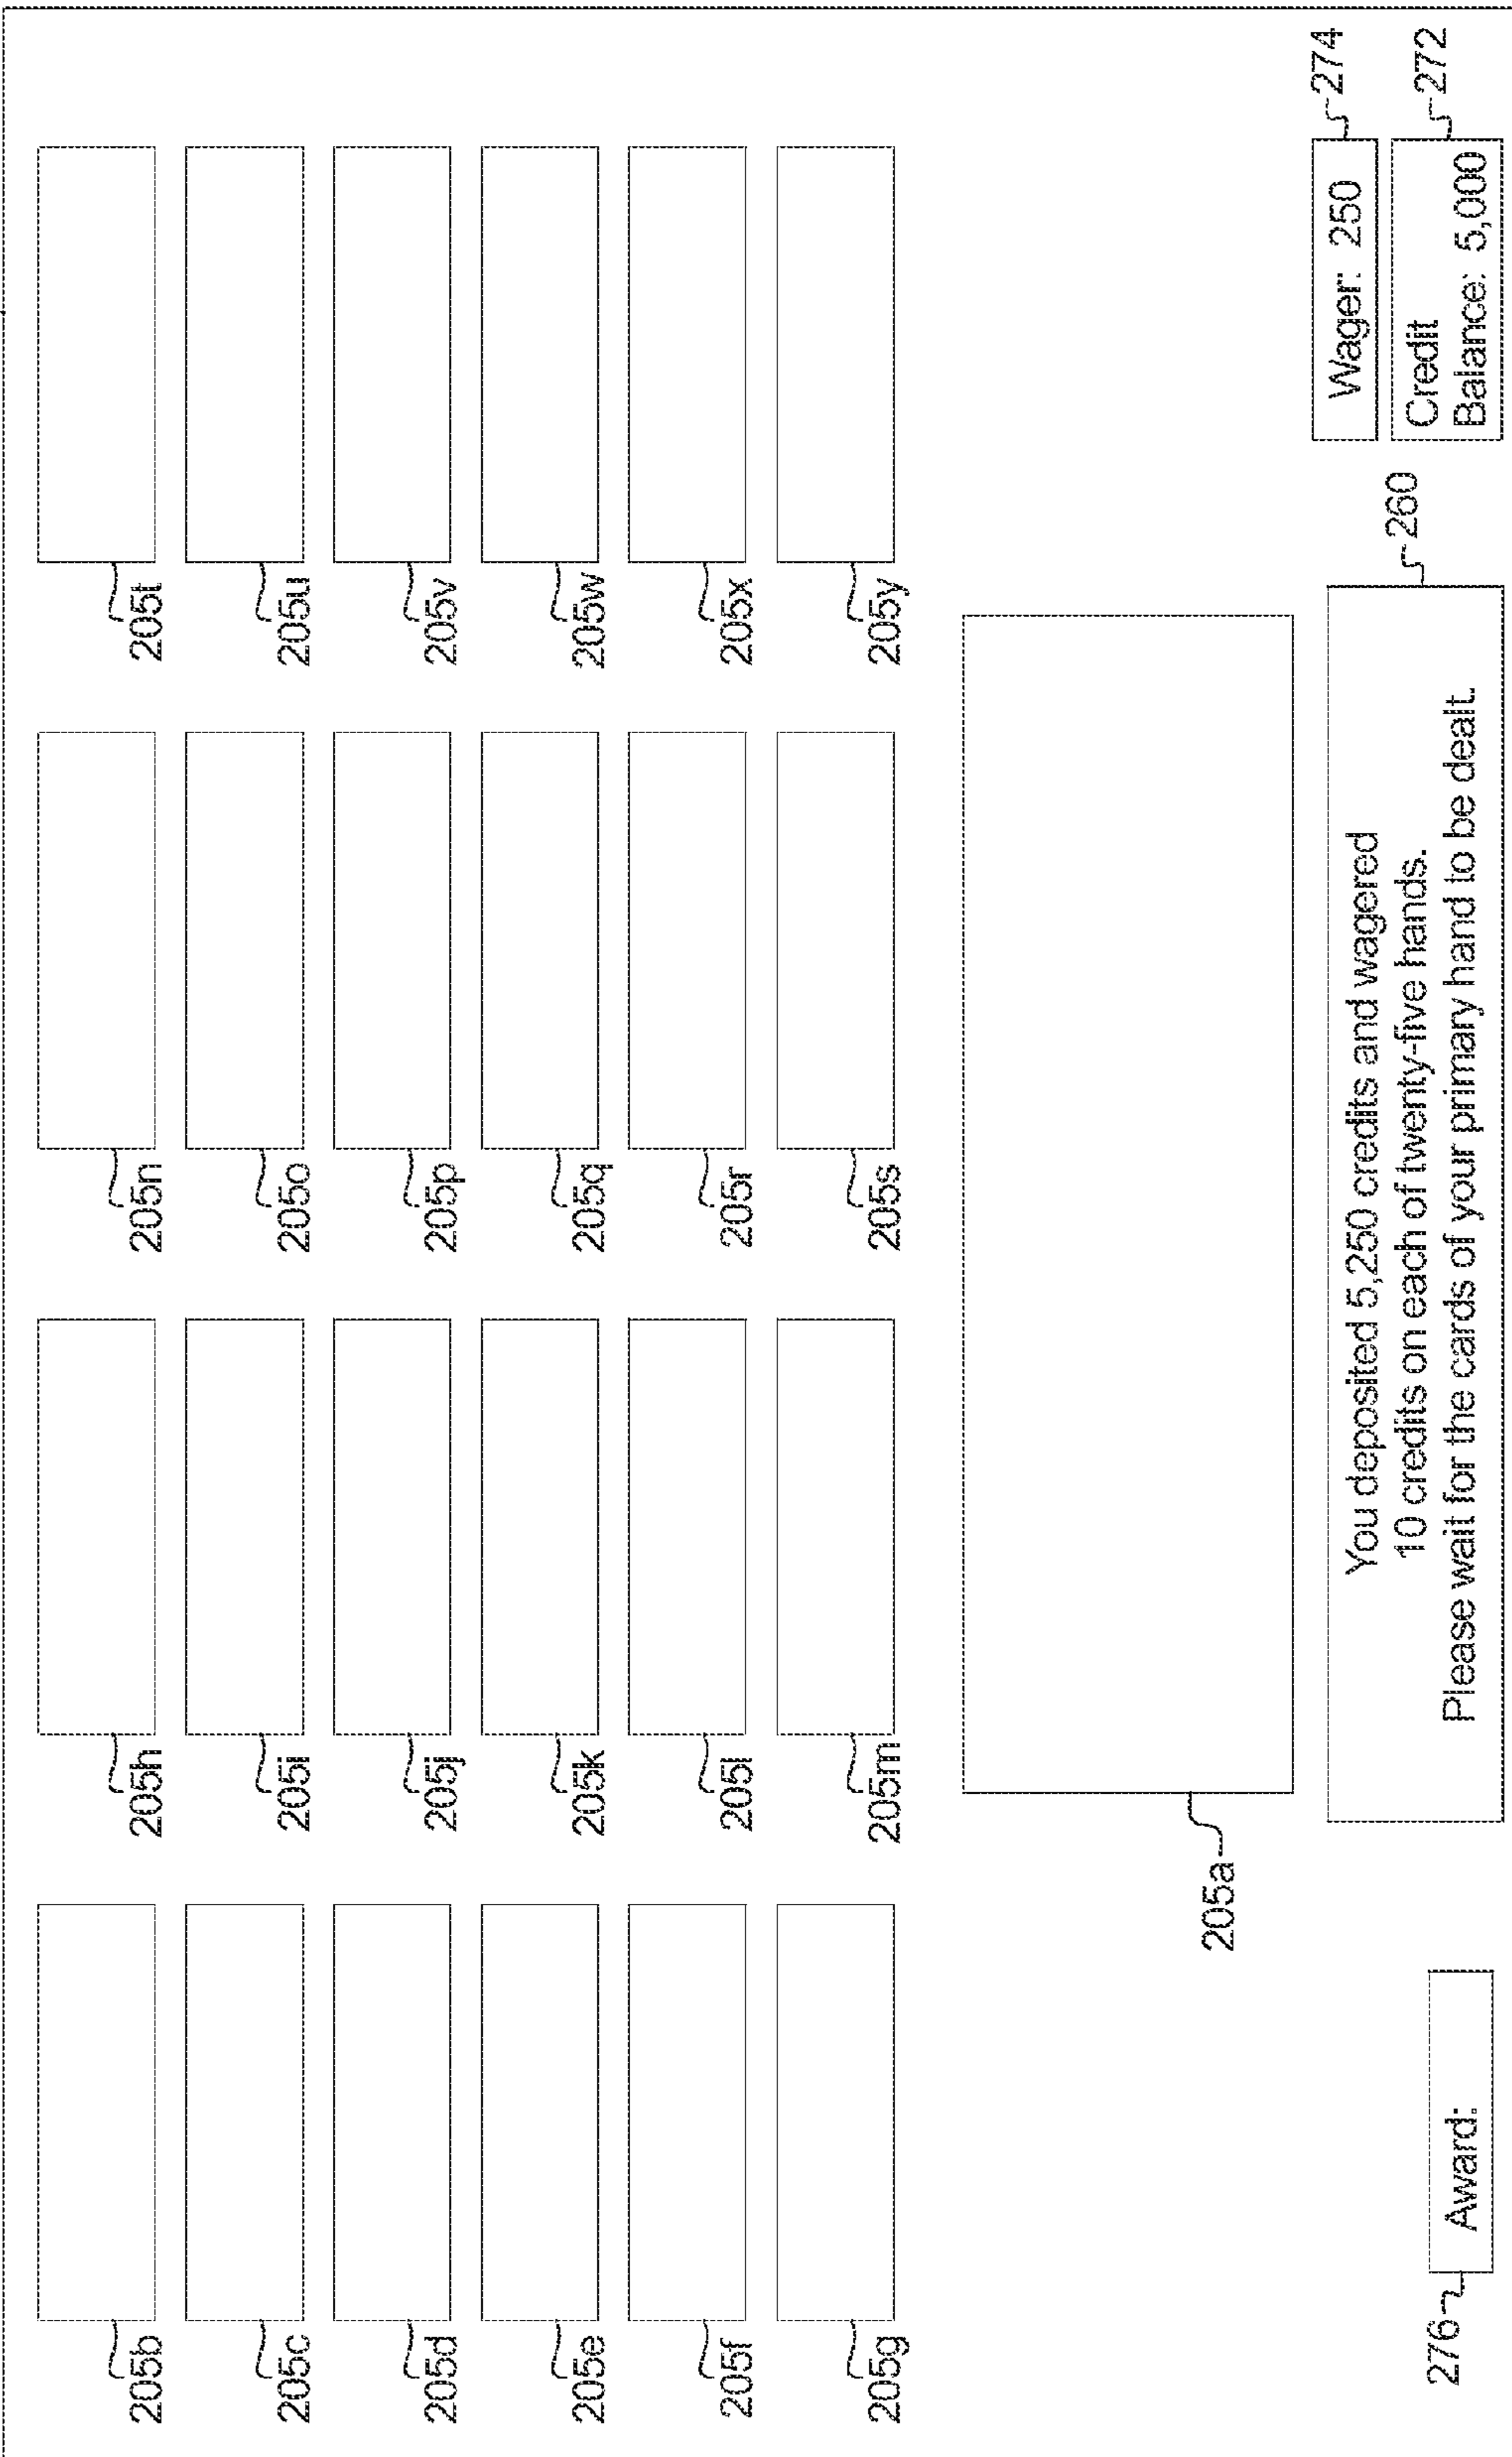 205b
205h
205n
205t
205c
205i
205o
205u
205d
205j
205p
205v
205e
205k
205q
205w
205f
205l
205r
205x
205g
205m
205s
205y
205a
276
Award:
You deposited 5,250 credits and wagered
10 credits on each of twenty-five hands.
Please wait for the cards of your primary hand to be dealt.
260
Wager: 250
274
Credit
Balance: 5,000
272